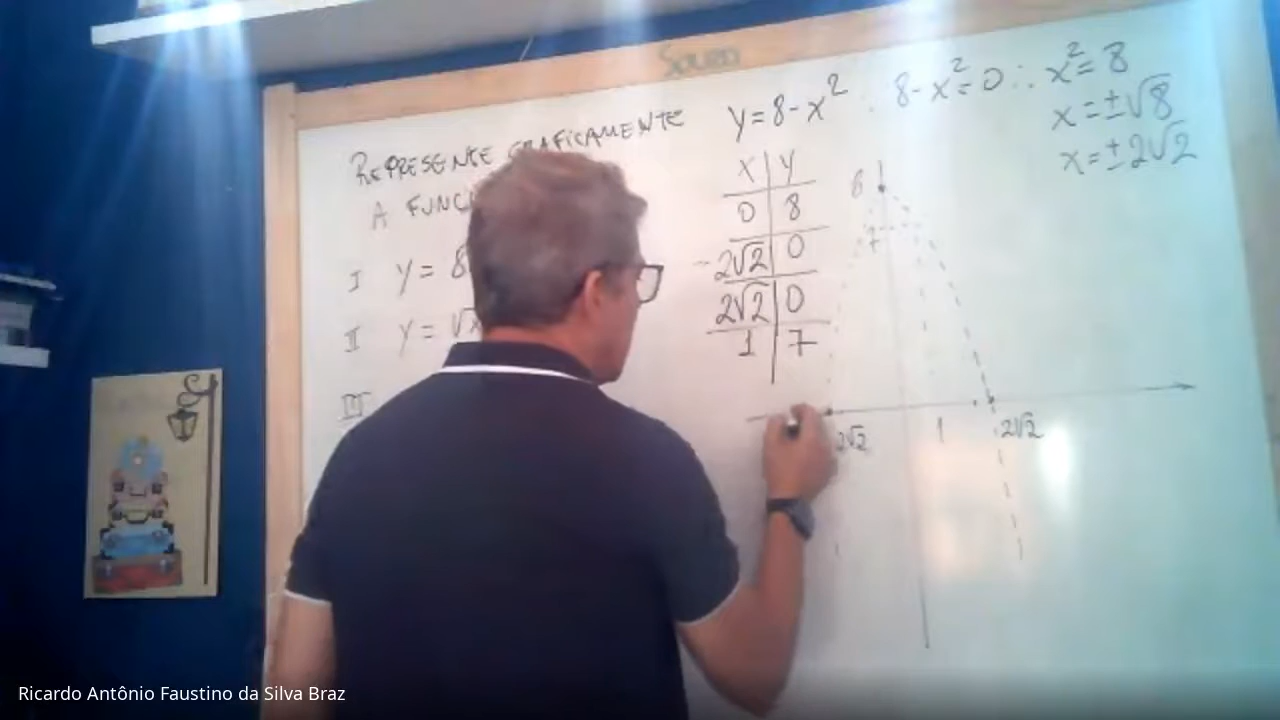 REPRESENTE GRAFICAMENTE
A FUNÇ
I y = 8
II y = √x
III
y = 8 - x² 8 - x² = 0 ∴ x² = 8
x = ±√8
x = ±2√2
x | y
0 | 8
-2√2 | 0
2√2 | 0
1 | 7
8
7
2√2 1 2√2
Ricardo Antônio Faustino da Silva Braz